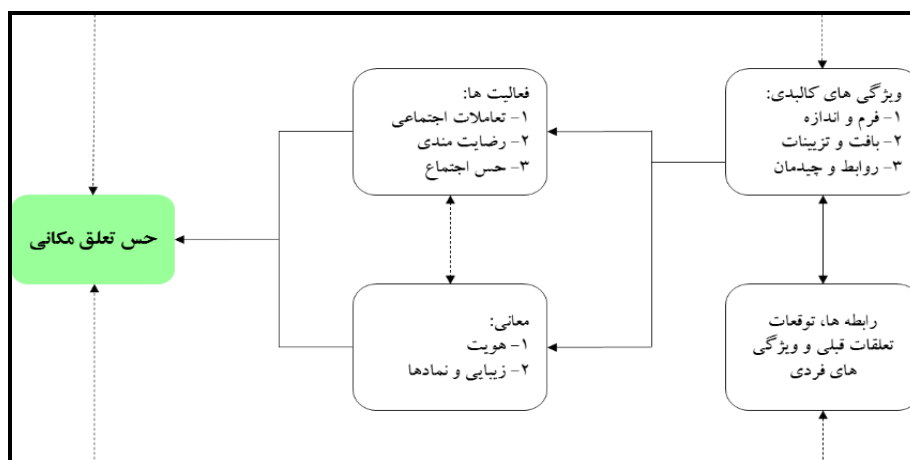 ویژگی های کالبدی:
۱- فرم و اندازه
۲- بافت و تزیینات
۳- روابط و چیدمان
فعالیت ها:
۱- تعاملات اجتماعی
۲- رضایت مندی
۳- حس اجتماع
حس تعلق مکانی
رابطه ها، توقعات
تعلقات قبلی و ویژگی
های فردی
معانی:
۱- هویت
۲- زیبایی و نمادها